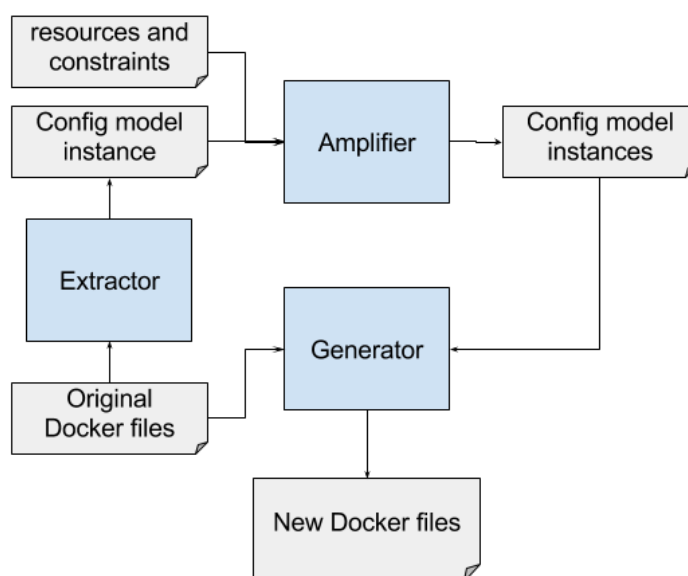 resources and
constraints
Config model
instance
Amplifier
Config model
instances
Extractor
Generator
Original
Docker files
New Docker files